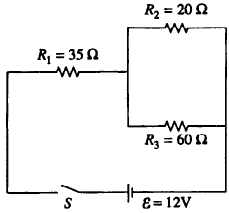 R₂ = 20 Ω
R₁ = 35 Ω
R₃ = 60 Ω
S
ℰ = 12V